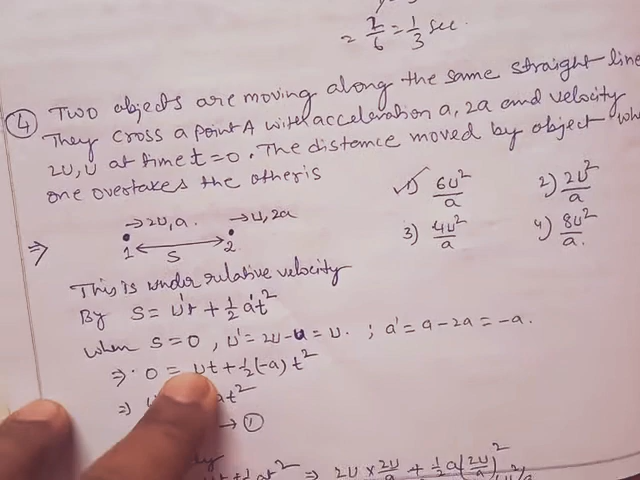 = 2/6 = 1/3 sec.
④ Two objects are moving along the same straight line
They cross a point A with acceleration a, 2a and velocity
2u, u at time t=0. The distance moved by object
one overtakes the other is
1) 6u²/a 2) 2u²/a
3) 4u²/a 4) 8u²/a.
⇒ →2u, a. →u, 2a
1 S 2
This is under relative velocity
By S = u't + 1/2 a't²
when S=0, u' = 2u-u = u. ; a' = a-2a = -a.
⇒ 0 = ut + 1/2(-a)t²
⇒ at²
→ ①
⇒ 2u × 2u/a + 1/2 a(2u/a)²